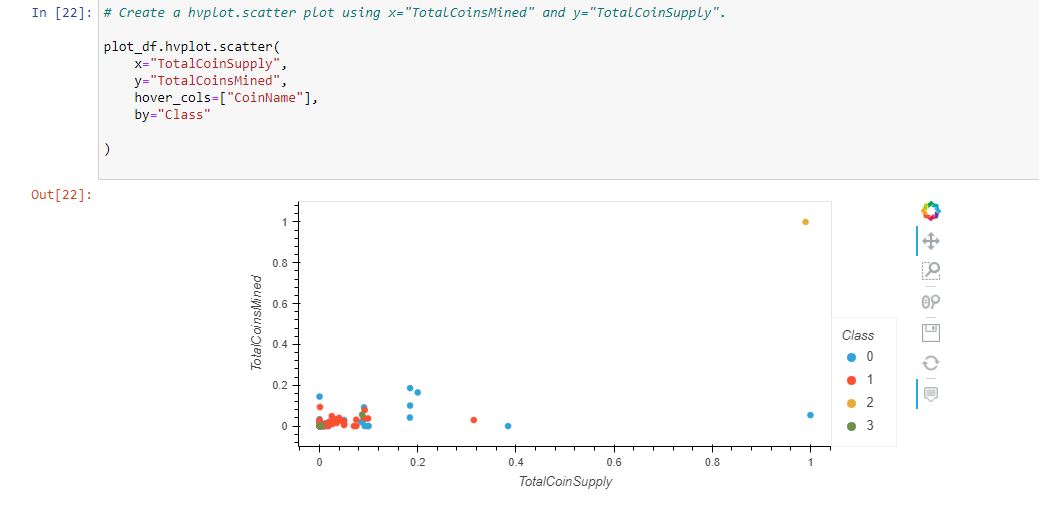 In [22]: # Create a hvplot.scatter plot using x="TotalCoinsMined" and y="TotalCoinSupply".
plot_df.hvplot.scatter(
x="TotalCoinSupply",
y="TotalCoinsMined",
hover_cols=["CoinName"],
by="Class"
)
Out[22]:
1
0.8
0.6
0.4
0.2
0
TotalCoinsMined
0 0.2 0.4 0.6 0.8 1
TotalCoinSupply
Class
0
1
2
3